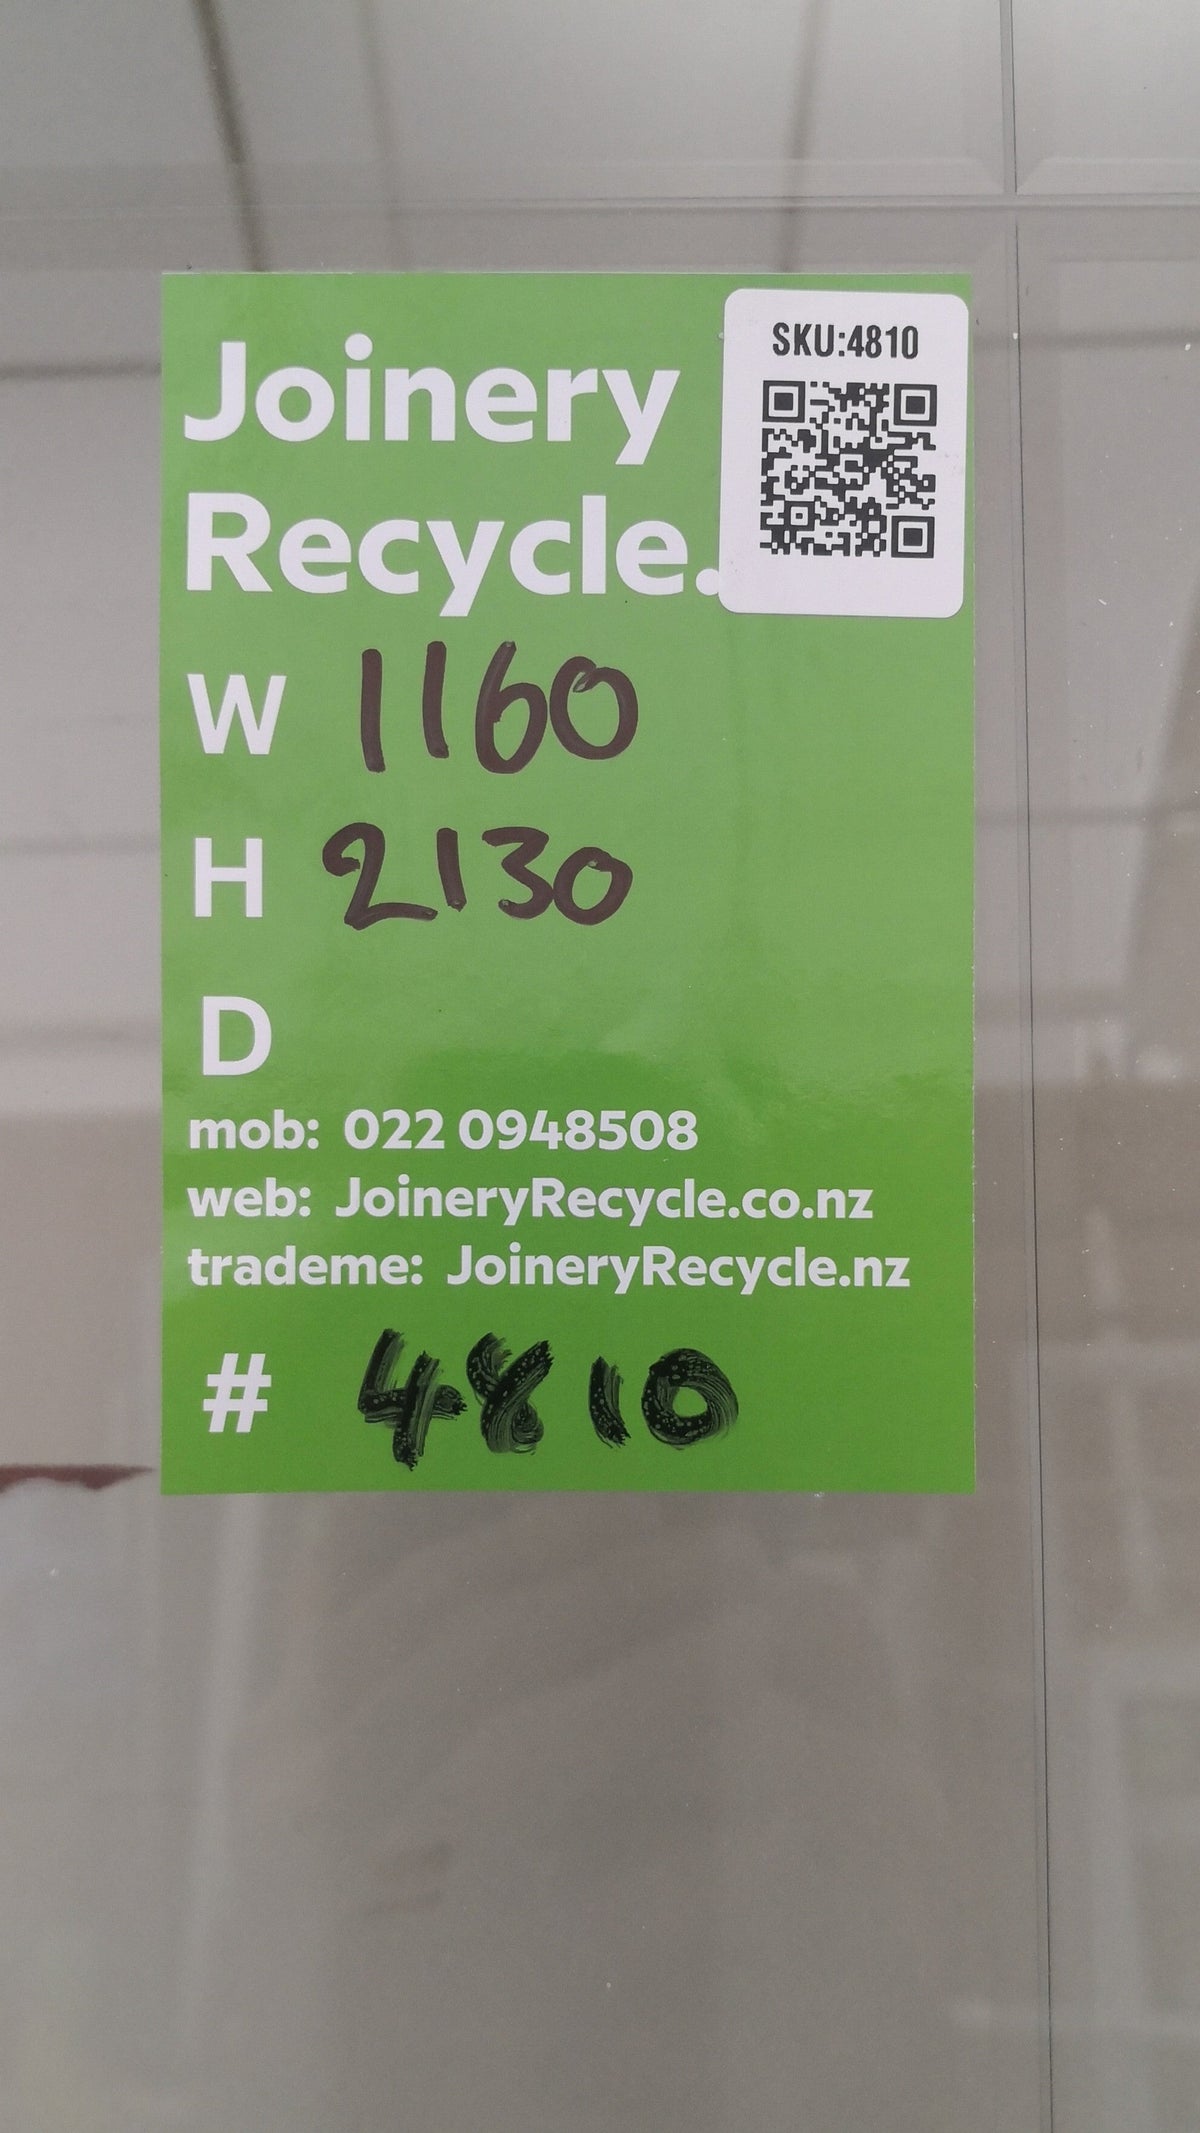 Joinery
Recycle.
SKU:4810
W 1160
H 2130
D
mob: 022 0948508
web: JoineryRecycle.co.nz
trademe: JoineryRecycle.nz
# 4810